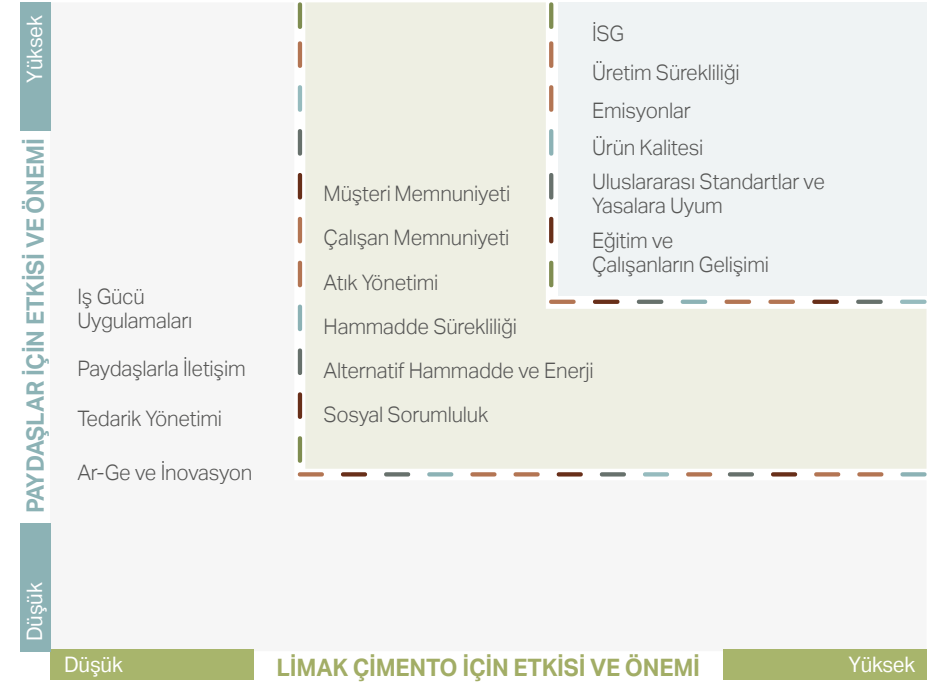 Yüksek
PAYDAŞLAR İÇİN ETKİSİ VE ÖNEMİ
Düşük
İSG
Üretim Sürekliliği
Emisyonlar
Ürün Kalitesi
Uluslararası Standartlar ve
Yasalara Uyum
Eğitim ve
Çalışanların Gelişimi
Müşteri Memnuniyeti
Çalışan Memnuniyeti
Atık Yönetimi
Hammadde Sürekliliği
Alternatif Hammadde ve Enerji
Sosyal Sorumluluk
Iş Gücü
Uygulamaları
Paydaşlarla İletişim
Tedarik Yönetimi
Ar-Ge ve İnovasyon
Düşük
LİMAK ÇİMENTO İÇİN ETKİSİ VE ÖNEMİ
Yüksek